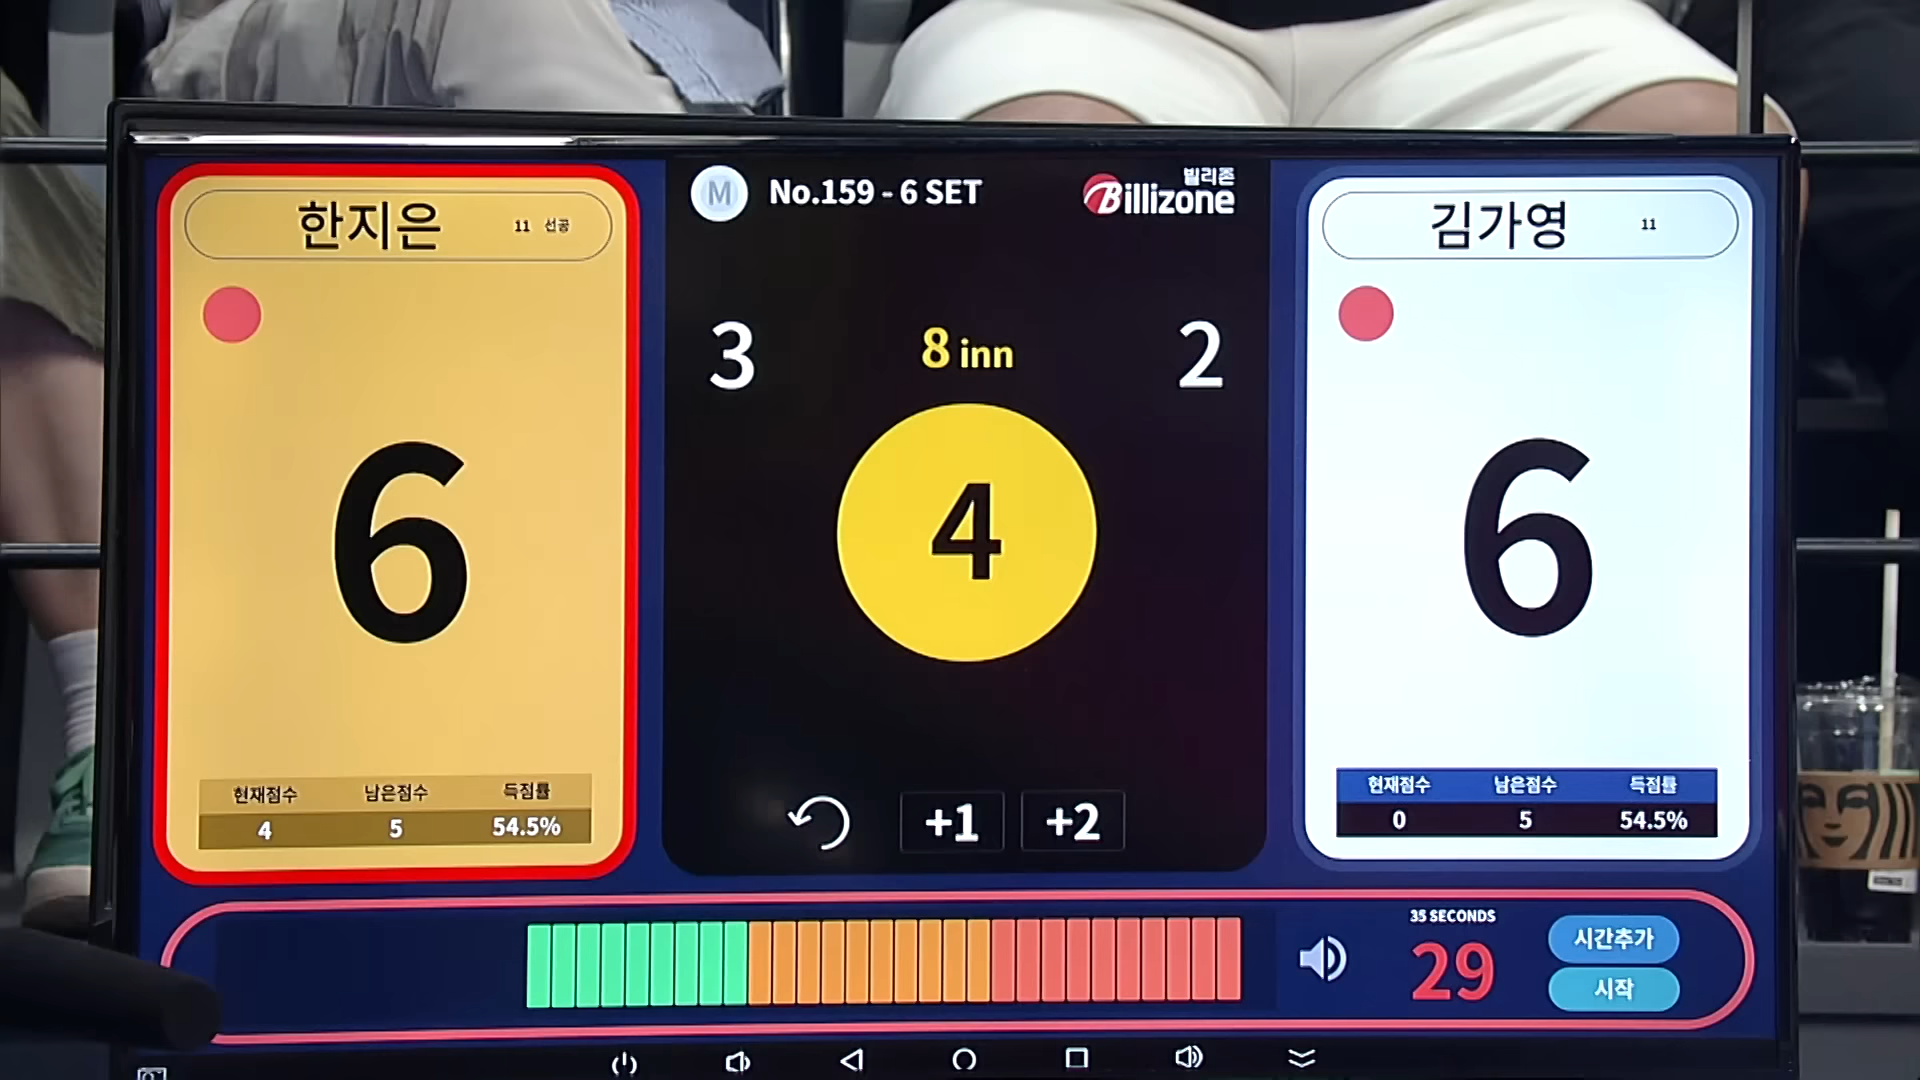 한지은 11 선공
6
현재점수 남은점수 득점률
4 5 54.5%
M No.159 - 6 SET
빌리존
Billizone
3 8 inn 2
4
+1 +2
김가영 11
6
현재점수 남은점수 득점률
0 5 54.5%
35 SECONDS
29
시간추가
시작